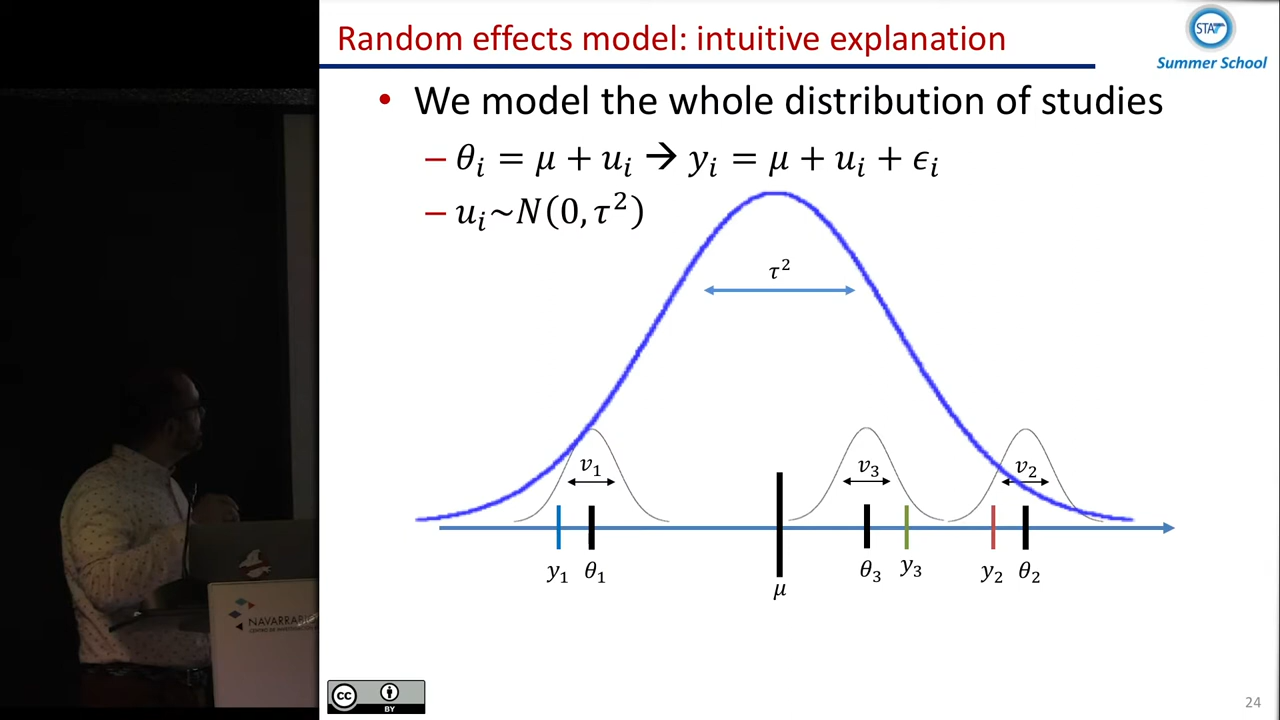 Random effects model: intuitive explanation
STAT
Summer School
• We model the whole distribution of studies
– θᵢ = μ + uᵢ → yᵢ = μ + uᵢ + ϵᵢ
– uᵢ~N(0, τ²)
τ²
v₁
v₃
v₂
y₁ θ₁
μ
θ₃ y₃
y₂ θ₂
NAVARRABIO
cc BY
24